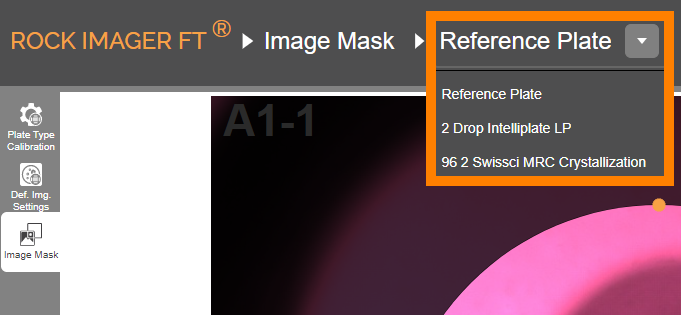 ROCK IMAGER FT ® Image Mask Reference Plate
Reference Plate
2 Drop Intelliplate LP
96 2 Swissci MRC Crystallization
A1-1
Plate Type
Calibration
Def. Img.
Settings
Image Mask